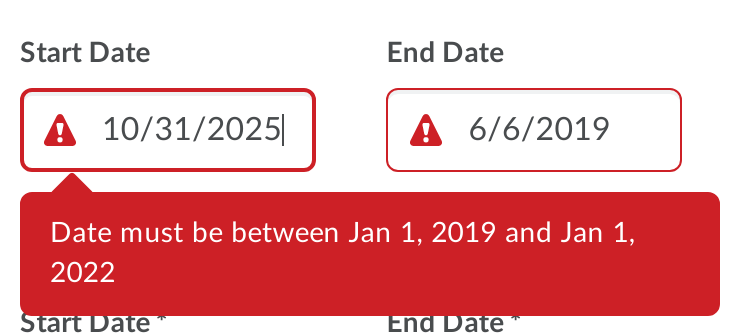 Start Date
End Date
10/31/2025
6/6/2019
Date must be between Jan 1, 2019 and Jan 1,
2022
Start Date *
End Date *